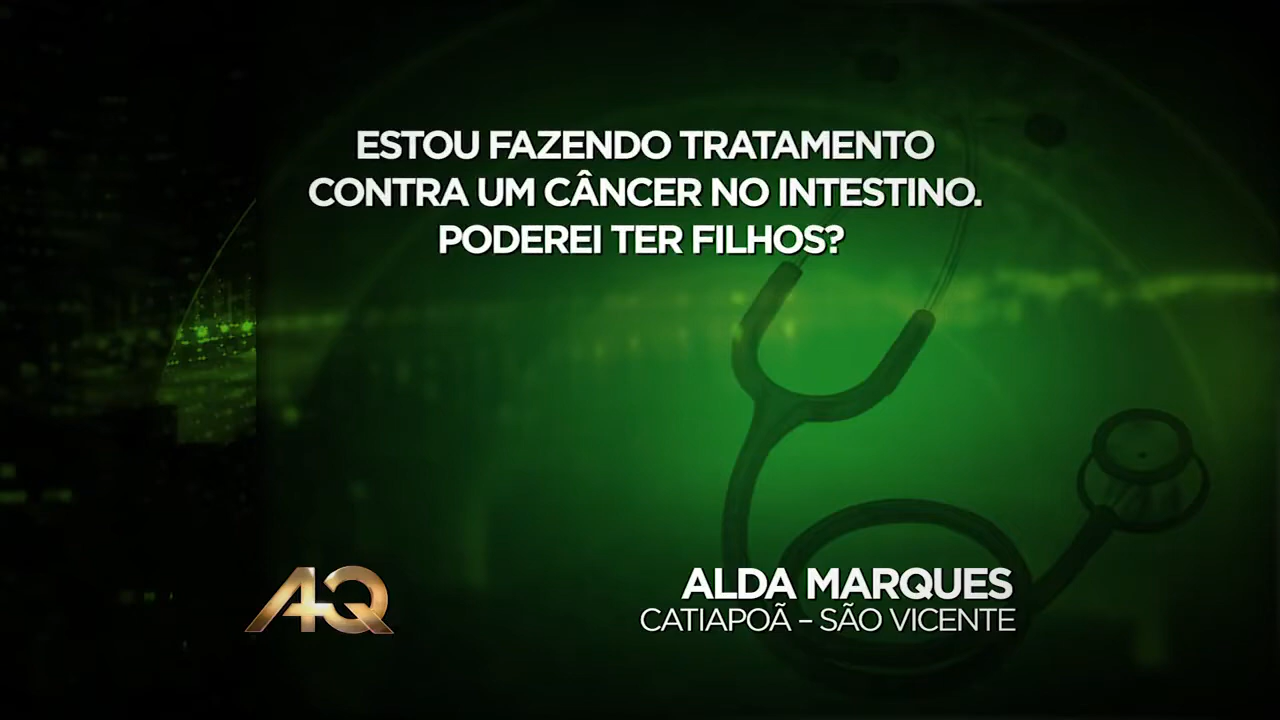 ESTOU FAZENDO TRATAMENTO
CONTRA UM CÂNCER NO INTESTINO.
PODEREI TER FILHOS?
AQ
ALDA MARQUES
CATIAPOÃ – SÃO VICENTE